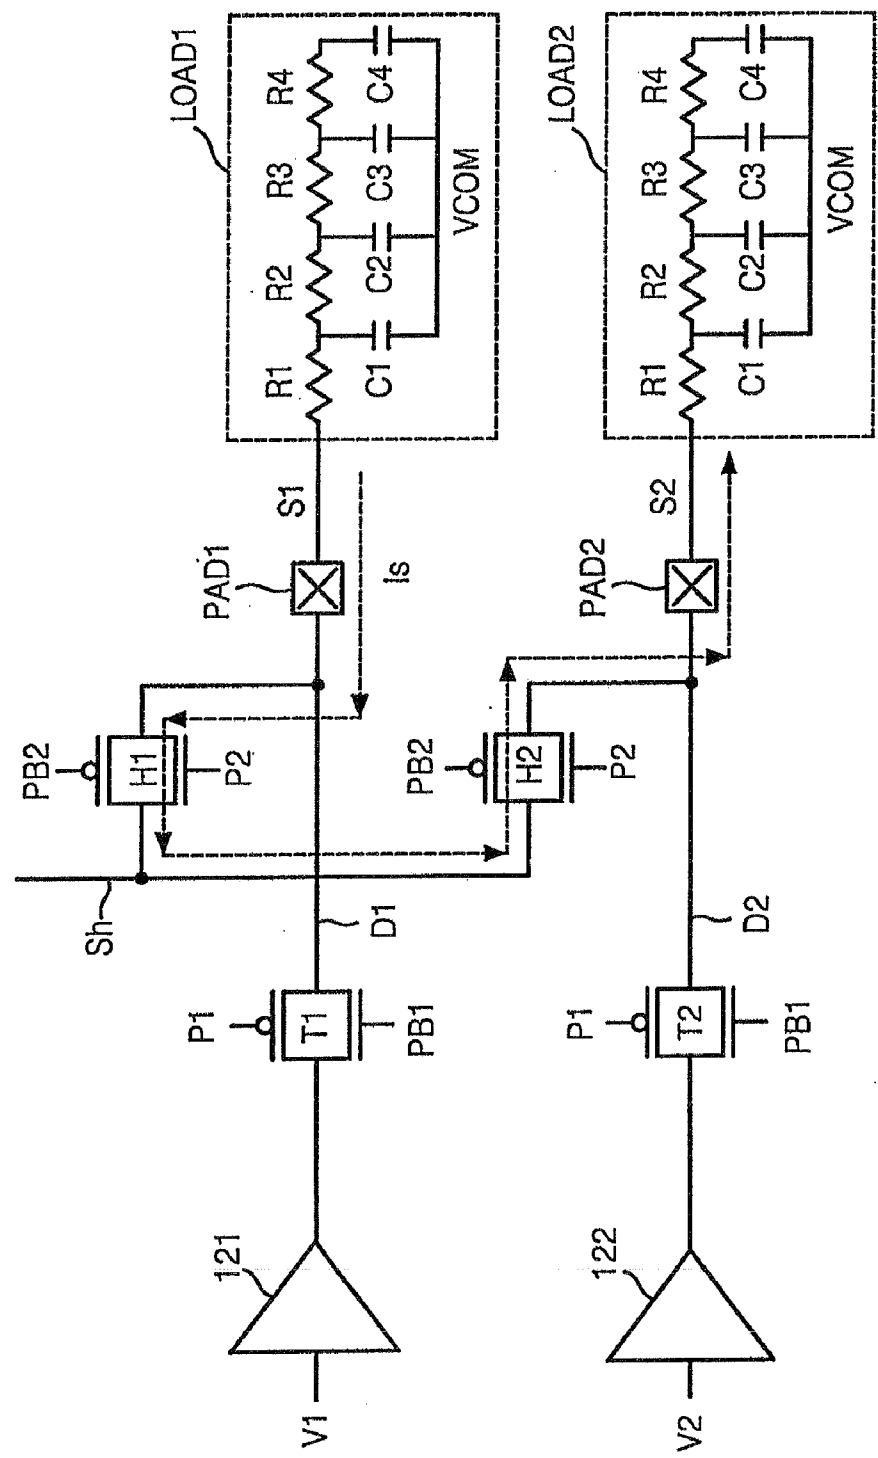 LOAD1
R1
R2
R3
R4
C1
C2
C3
C4
VCOM
LOAD2
R1
R2
R3
R4
C1
C2
C3
C4
VCOM
S1
PAD1
Is
S2
PAD2
PB2
H1
P2
PB2
H2
P2
Sh
D1
D2
P1
T1
PB1
P1
T2
PB1
121
122
V1
V2